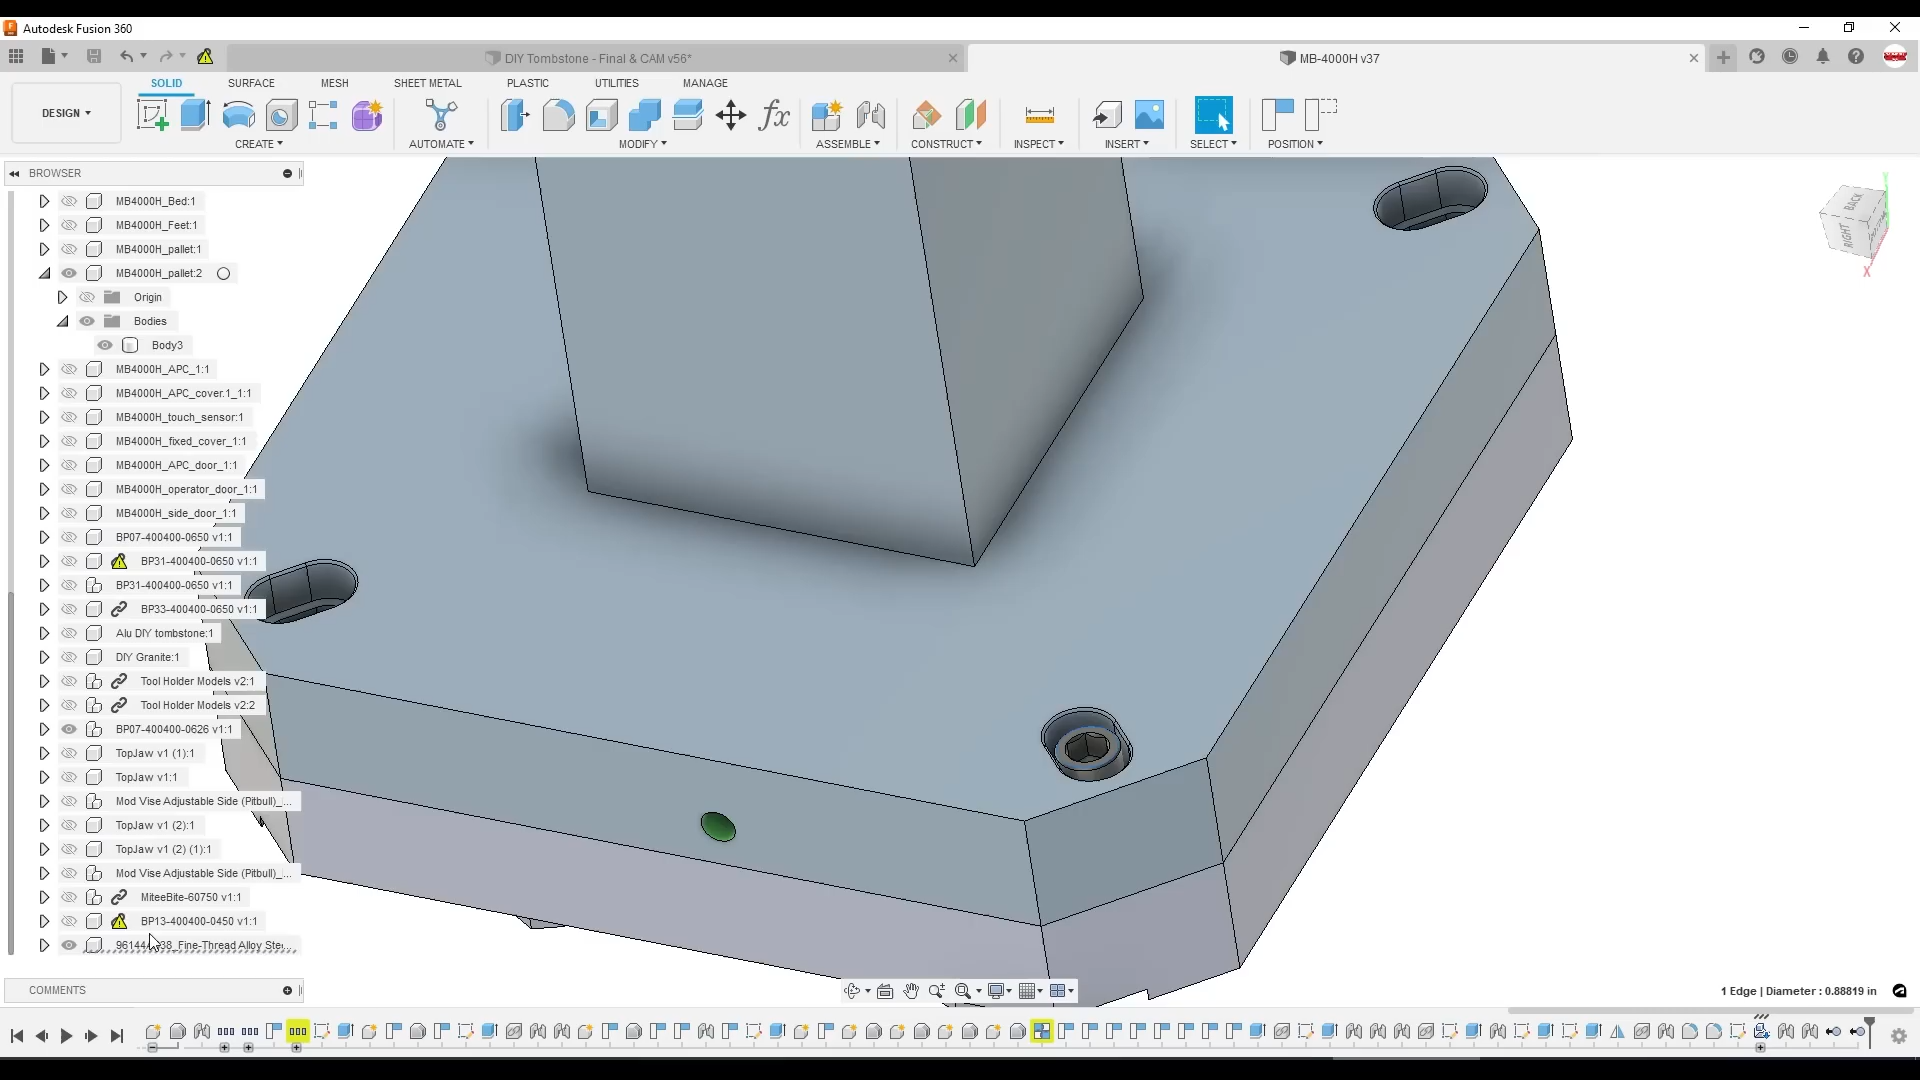 Autodesk Fusion 360
DIY Tombstone - Final & CAM v56*
MB-4000H v37
SOLID
SURFACE
MESH
SHEET METAL
PLASTIC
UTILITIES
MANAGE
DESIGN
fx
CREATE
AUTOMATE
MODIFY
ASSEMBLE
CONSTRUCT
INSPECT
INSERT
SELECT
POSITION
BROWSER
MB4000H_Bed:1
MB4000H_Feet:1
MB4000H_pallet:1
MB4000H_pallet:2
Origin
Bodies
Body3
MB4000H_APC_1:1
MB4000H_APC_cover.1_1:1
MB4000H_touch_sensor:1
MB4000H_fixed_cover_1:1
MB4000H_APC_door_1:1
MB4000H_operator_door_1:1
MB4000H_side_door_1:1
BP07-400400-0650 v1:1
BP31-400400-0650 v1:1
BP31-400400-0650 v1:1
BP33-400400-0650 v1:1
Alu DIY tombstone:1
DIY Granite:1
Tool Holder Models v2:1
Tool Holder Models v2:2
BP07-400400-0626 v1:1
TopJaw v1 (1):1
TopJaw v1:1
Mod Vise Adjustable Side (Pitbull)_...
TopJaw v1 (2):1
TopJaw v1 (2) (1):1
Mod Vise Adjustable Side (Pitbull)_...
MiteeBite-60750 v1:1
BP13-400400-0450 v1:1
Fine-Thread Alloy Ste...
COMMENTS
BACK
RIGHT
Y
X
1 Edge | Diameter : 0.88819 in